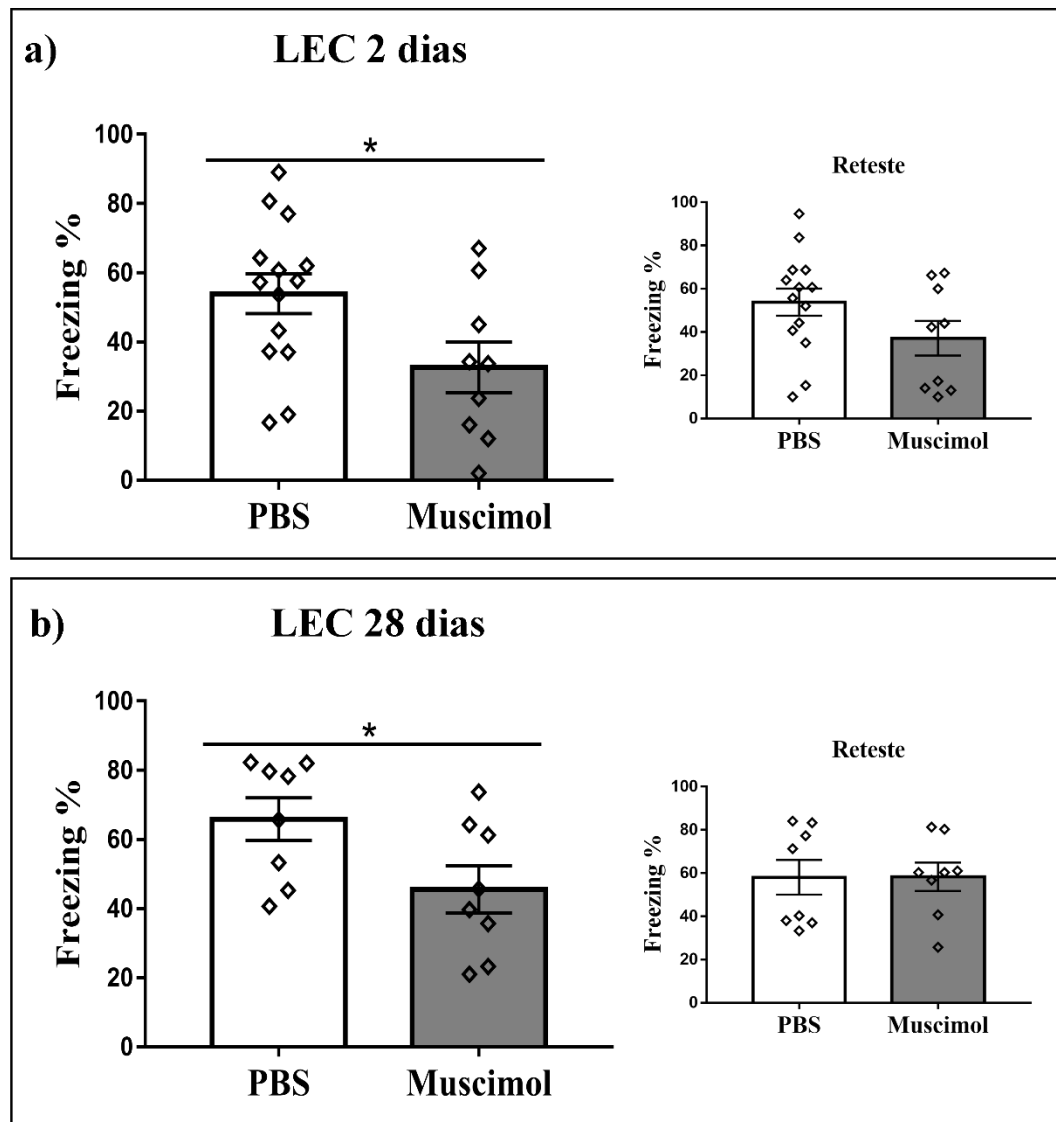 a)
LEC 2 dias
Freezing %
100
80
60
40
20
0
*
PBS
Muscimol
Reteste
Freezing %
100
80
60
40
20
0
PBS
Muscimol
b)
LEC 28 dias
Freezing %
100
80
60
40
20
0
*
PBS
Muscimol
Reteste
Freezing %
100
80
60
40
20
0
PBS
Muscimol